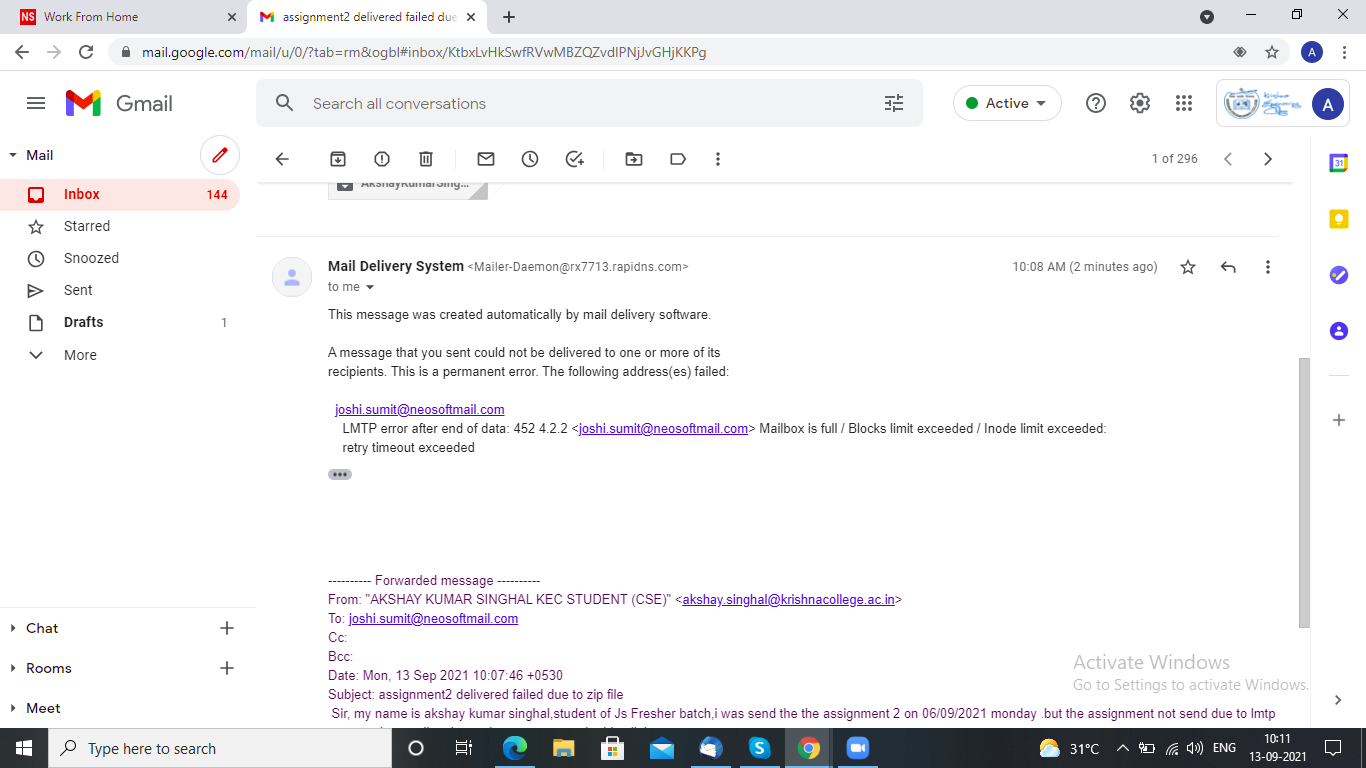 NS Work From Home
assignment2 delivered failed due
mail.google.com/mail/u/0/?tab=rm&ogbl#inbox/KtbxLvHkSwfRVwMBZQZvdIPNjJvGHjKKPg
A
Gmail
Search all conversations
Active
A
Mail
1 of 296
31
Inbox 144
Starred
Snoozed
Sent
Drafts 1
More
AkshayKumarSing...
Mail Delivery System <Mailer-Daemon@rx7713.rapidns.com>
10:08 AM (2 minutes ago)
to me
This message was created automatically by mail delivery software.
A message that you sent could not be delivered to one or more of its
recipients. This is a permanent error. The following address(es) failed:
joshi.sumit@neosoftmail.com
LMTP error after end of data: 452 4.2.2 <joshi.sumit@neosoftmail.com> Mailbox is full / Blocks limit exceeded / Inode limit exceeded:
retry timeout exceeded
---------- Forwarded message ----------
From: "AKSHAY KUMAR SINGHAL KEC STUDENT (CSE)" <akshay.singhal@krishnacollege.ac.in>
To: joshi.sumit@neosoftmail.com
Cc:
Bcc:
Date: Mon, 13 Sep 2021 10:07:46 +0530
Subject: assignment2 delivered failed due to zip file
Sir, my name is akshay kumar singhal,student of Js Fresher batch,i was send the the assignment 2 on 06/09/2021 monday .but the assignment not send due to lmtp
Chat
Rooms
Meet
Activate Windows
Go to Settings to activate Windows.
Type here to search
31°C
ENG
10:11
13-09-2021